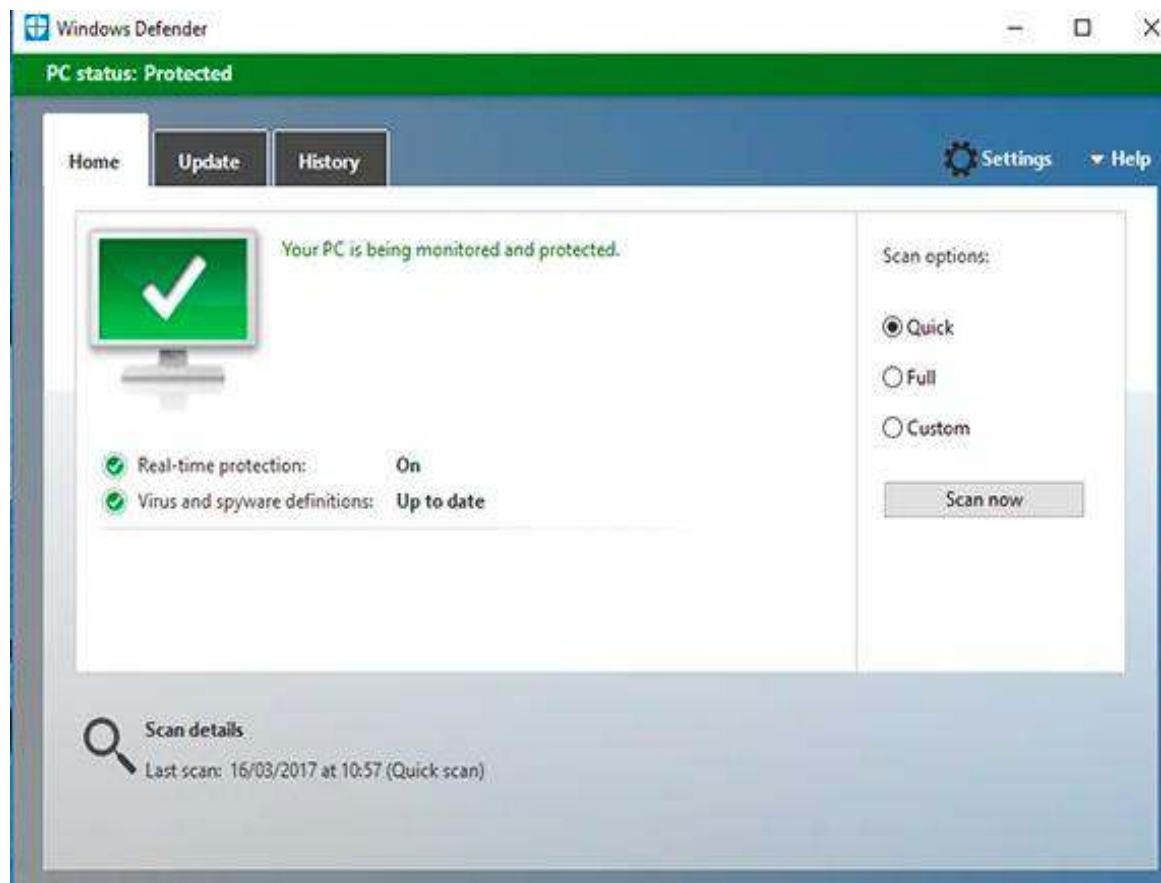 Windows Defender
PC status: Protected
Home Update History Settings Help
Your PC is being monitored and protected.
Scan options:
Quick
Full
Custom
Real-time protection: On
Virus and spyware definitions: Up to date
Scan now
Scan details
Last scan: 16/03/2017 at 10:57 (Quick scan)